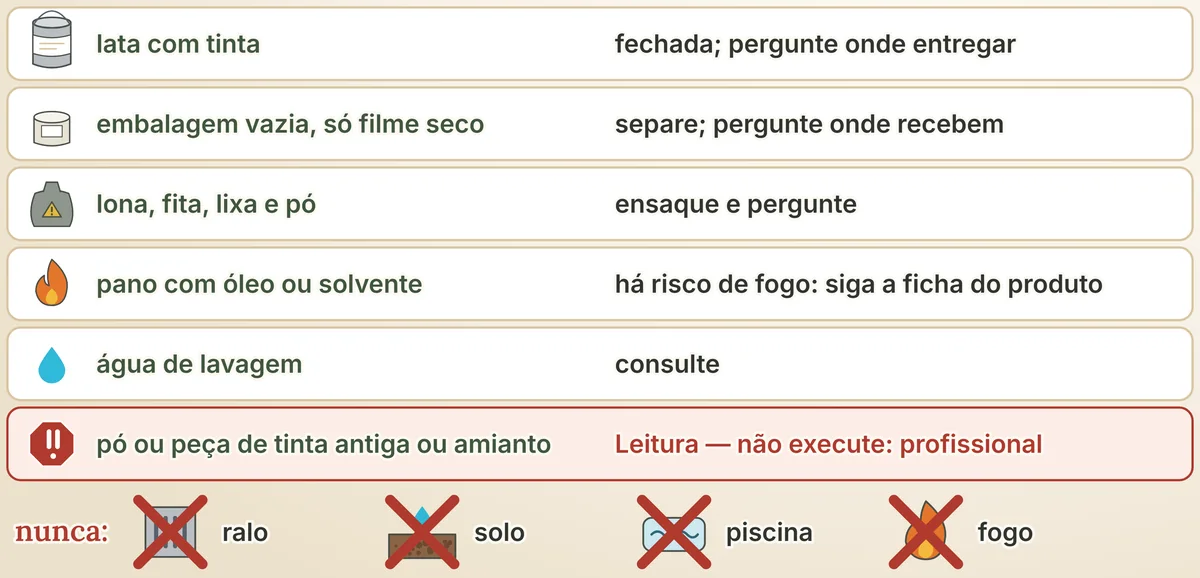 lata com tinta fechada; pergunte onde entregar
embalagem vazia, só filme seco separe; pergunte onde recebem
lona, fita, lixa e pó ensaque e pergunte
pano com óleo ou solvente há risco de fogo: siga a ficha do produto
água de lavagem consulte
pó ou peça de tinta antiga ou amianto Leitura — não execute: profissional
nunca: ralo solo piscina fogo